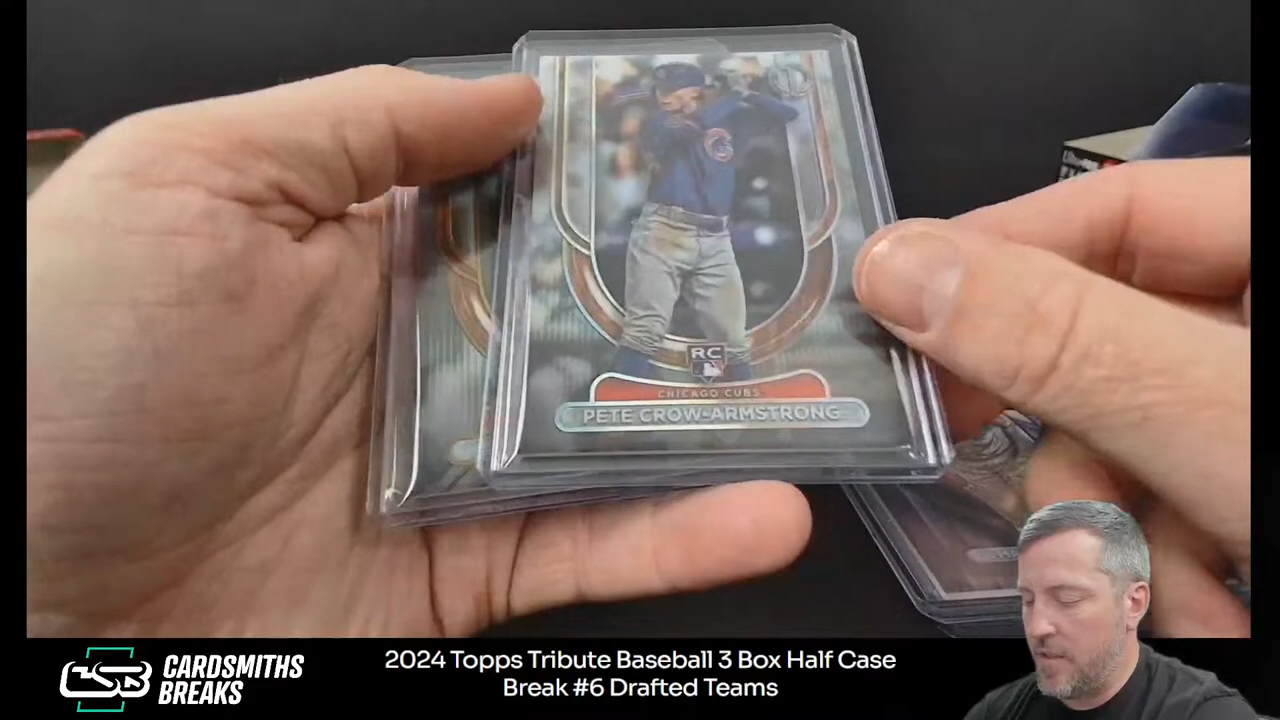 RC
CHICAGO CUBS
PETE CROW-ARMSTRONG
CSB
CARDSMITHS
BREAKS
2024 Topps Tribute Baseball 3 Box Half Case
Break #6 Drafted Teams